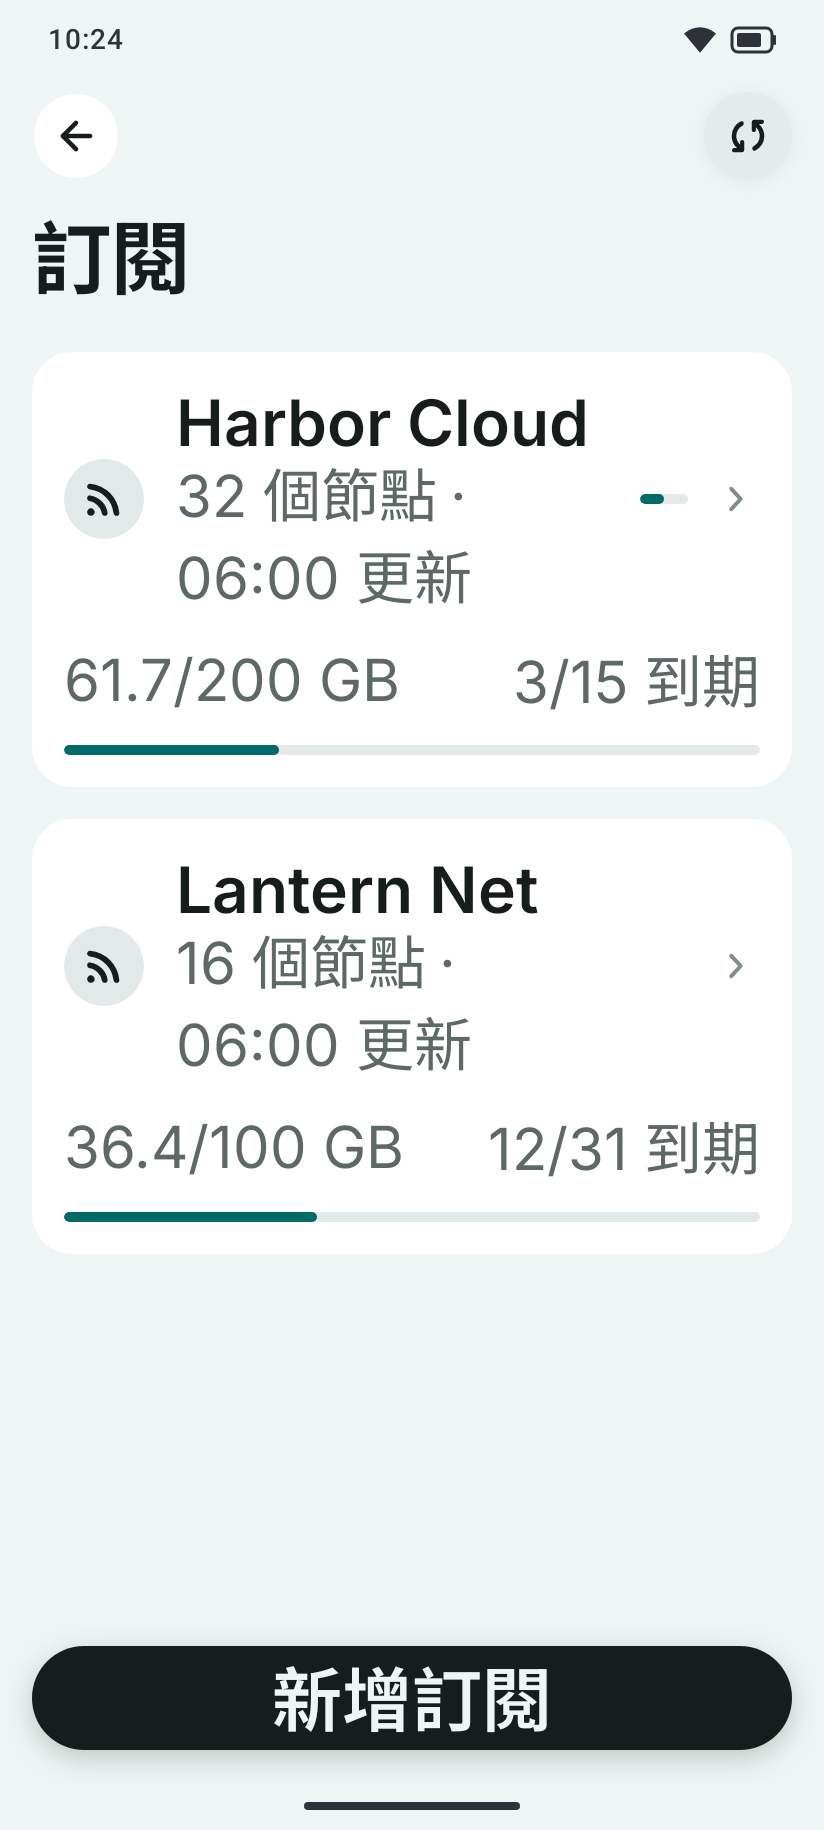 10:24
訂閱
Harbor Cloud
32 個節點 ·
06:00 更新
61.7/200 GB
3/15 到期
Lantern Net
16 個節點 ·
06:00 更新
36.4/100 GB
12/31 到期
新增訂閱